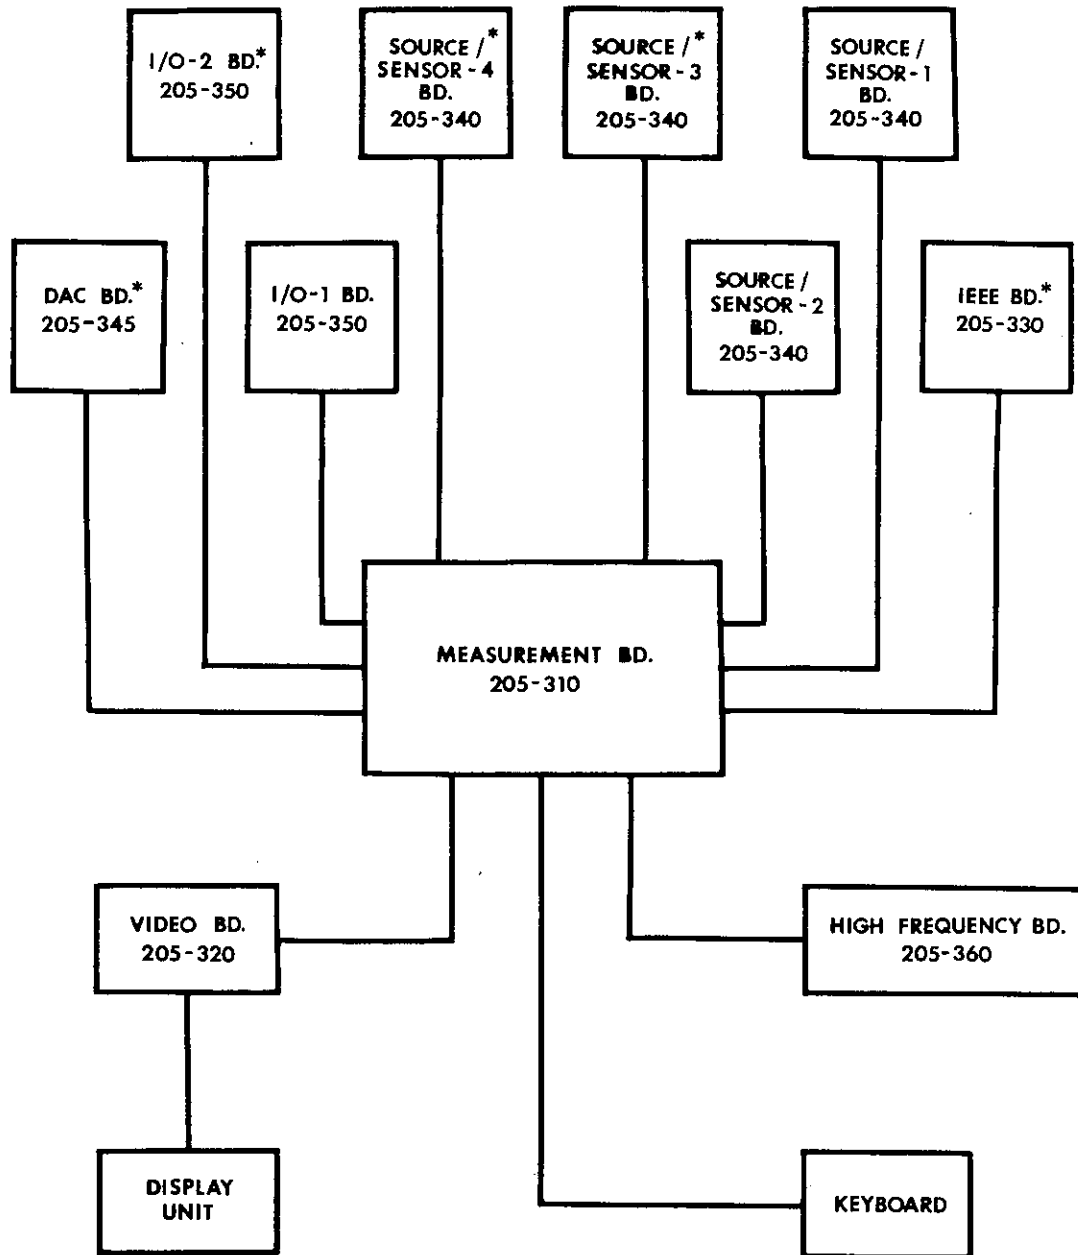 I/O-2 BD.*
205-350
SOURCE/*
SENSOR-4
BD.
205-340
SOURCE/*
SENSOR-3
BD.
205-340
SOURCE/
SENSOR-1
BD.
205-340
DAC BD.*
205-345
I/O-1 BD.
205-350
SOURCE/
SENSOR-2
BD.
205-340
IEEE BD.*
205-330
MEASUREMENT BD.
205-310
VIDEO BD.
205-320
HIGH FREQUENCY BD.
205-360
DISPLAY
UNIT
KEYBOARD